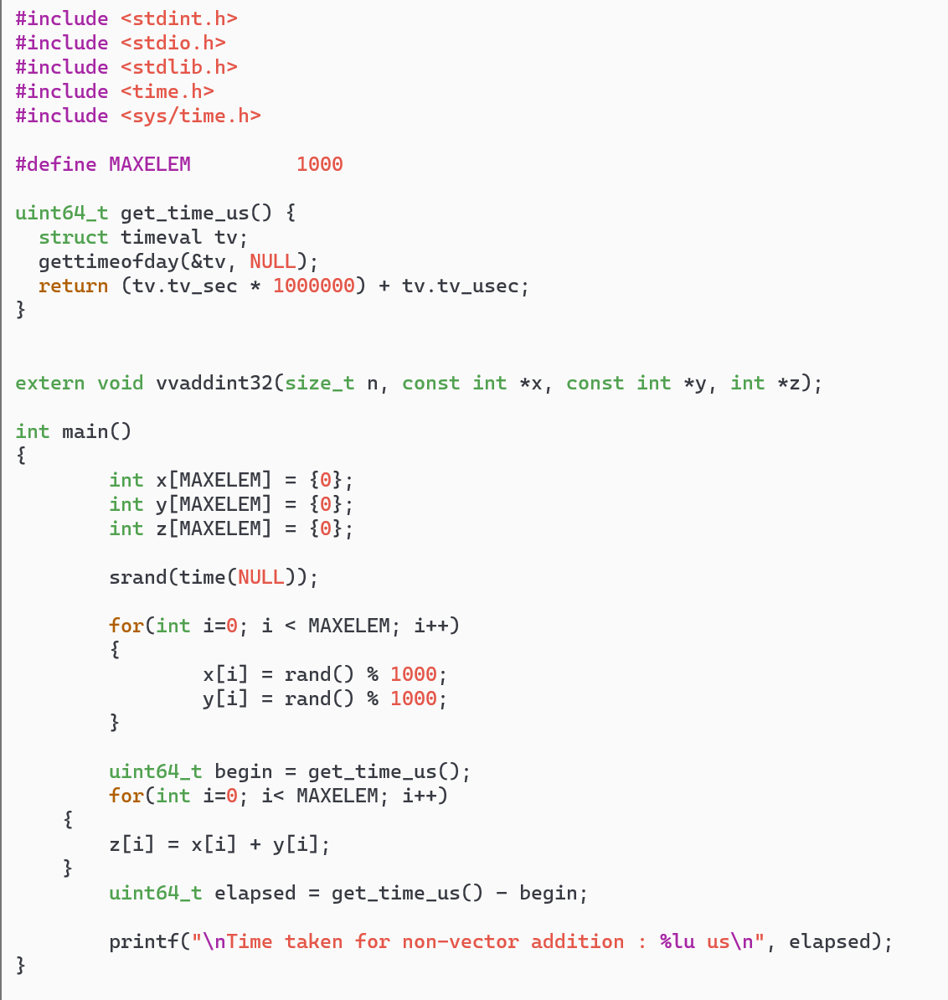 #include <stdint.h>
#include <stdio.h>
#include <stdlib.h>
#include <time.h>
#include <sys/time.h>

#define MAXELEM         1000

uint64_t get_time_us() {
  struct timeval tv;
  gettimeofday(&tv, NULL);
  return (tv.tv_sec * 1000000) + tv.tv_usec;
}


extern void vvaddint32(size_t n, const int *x, const int *y, int *z);

int main()
{
        int x[MAXELEM] = {0};
        int y[MAXELEM] = {0};
        int z[MAXELEM] = {0};

        srand(time(NULL));

        for(int i=0; i < MAXELEM; i++)
        {
                x[i] = rand() % 1000;
                y[i] = rand() % 1000;
        }

        uint64_t begin = get_time_us();
        for(int i=0; i< MAXELEM; i++)
    {
        z[i] = x[i] + y[i];
    }
        uint64_t elapsed = get_time_us() - begin;

        printf("\nTime taken for non-vector addition : %lu us\n", elapsed);
}